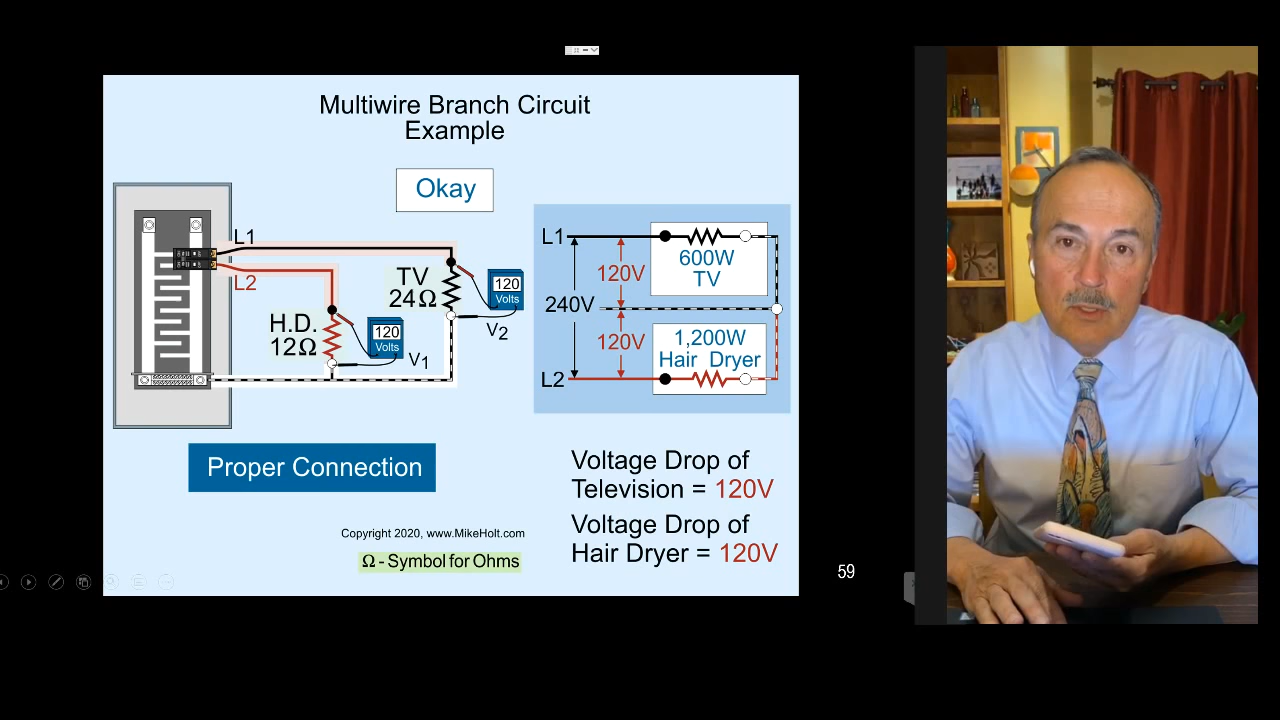 Multiwire Branch Circuit
Example
Okay
L1
L2
TV
24Ω
120
Volts
V2
H.D.
12Ω
120
Volts
V1
L1
600W
TV
120V
240V
120V
1,200W
Hair Dryer
L2
Proper Connection
Voltage Drop of
Television = 120V
Voltage Drop of
Hair Dryer = 120V
Copyright 2020, www.MikeHolt.com
Ω - Symbol for Ohms
59